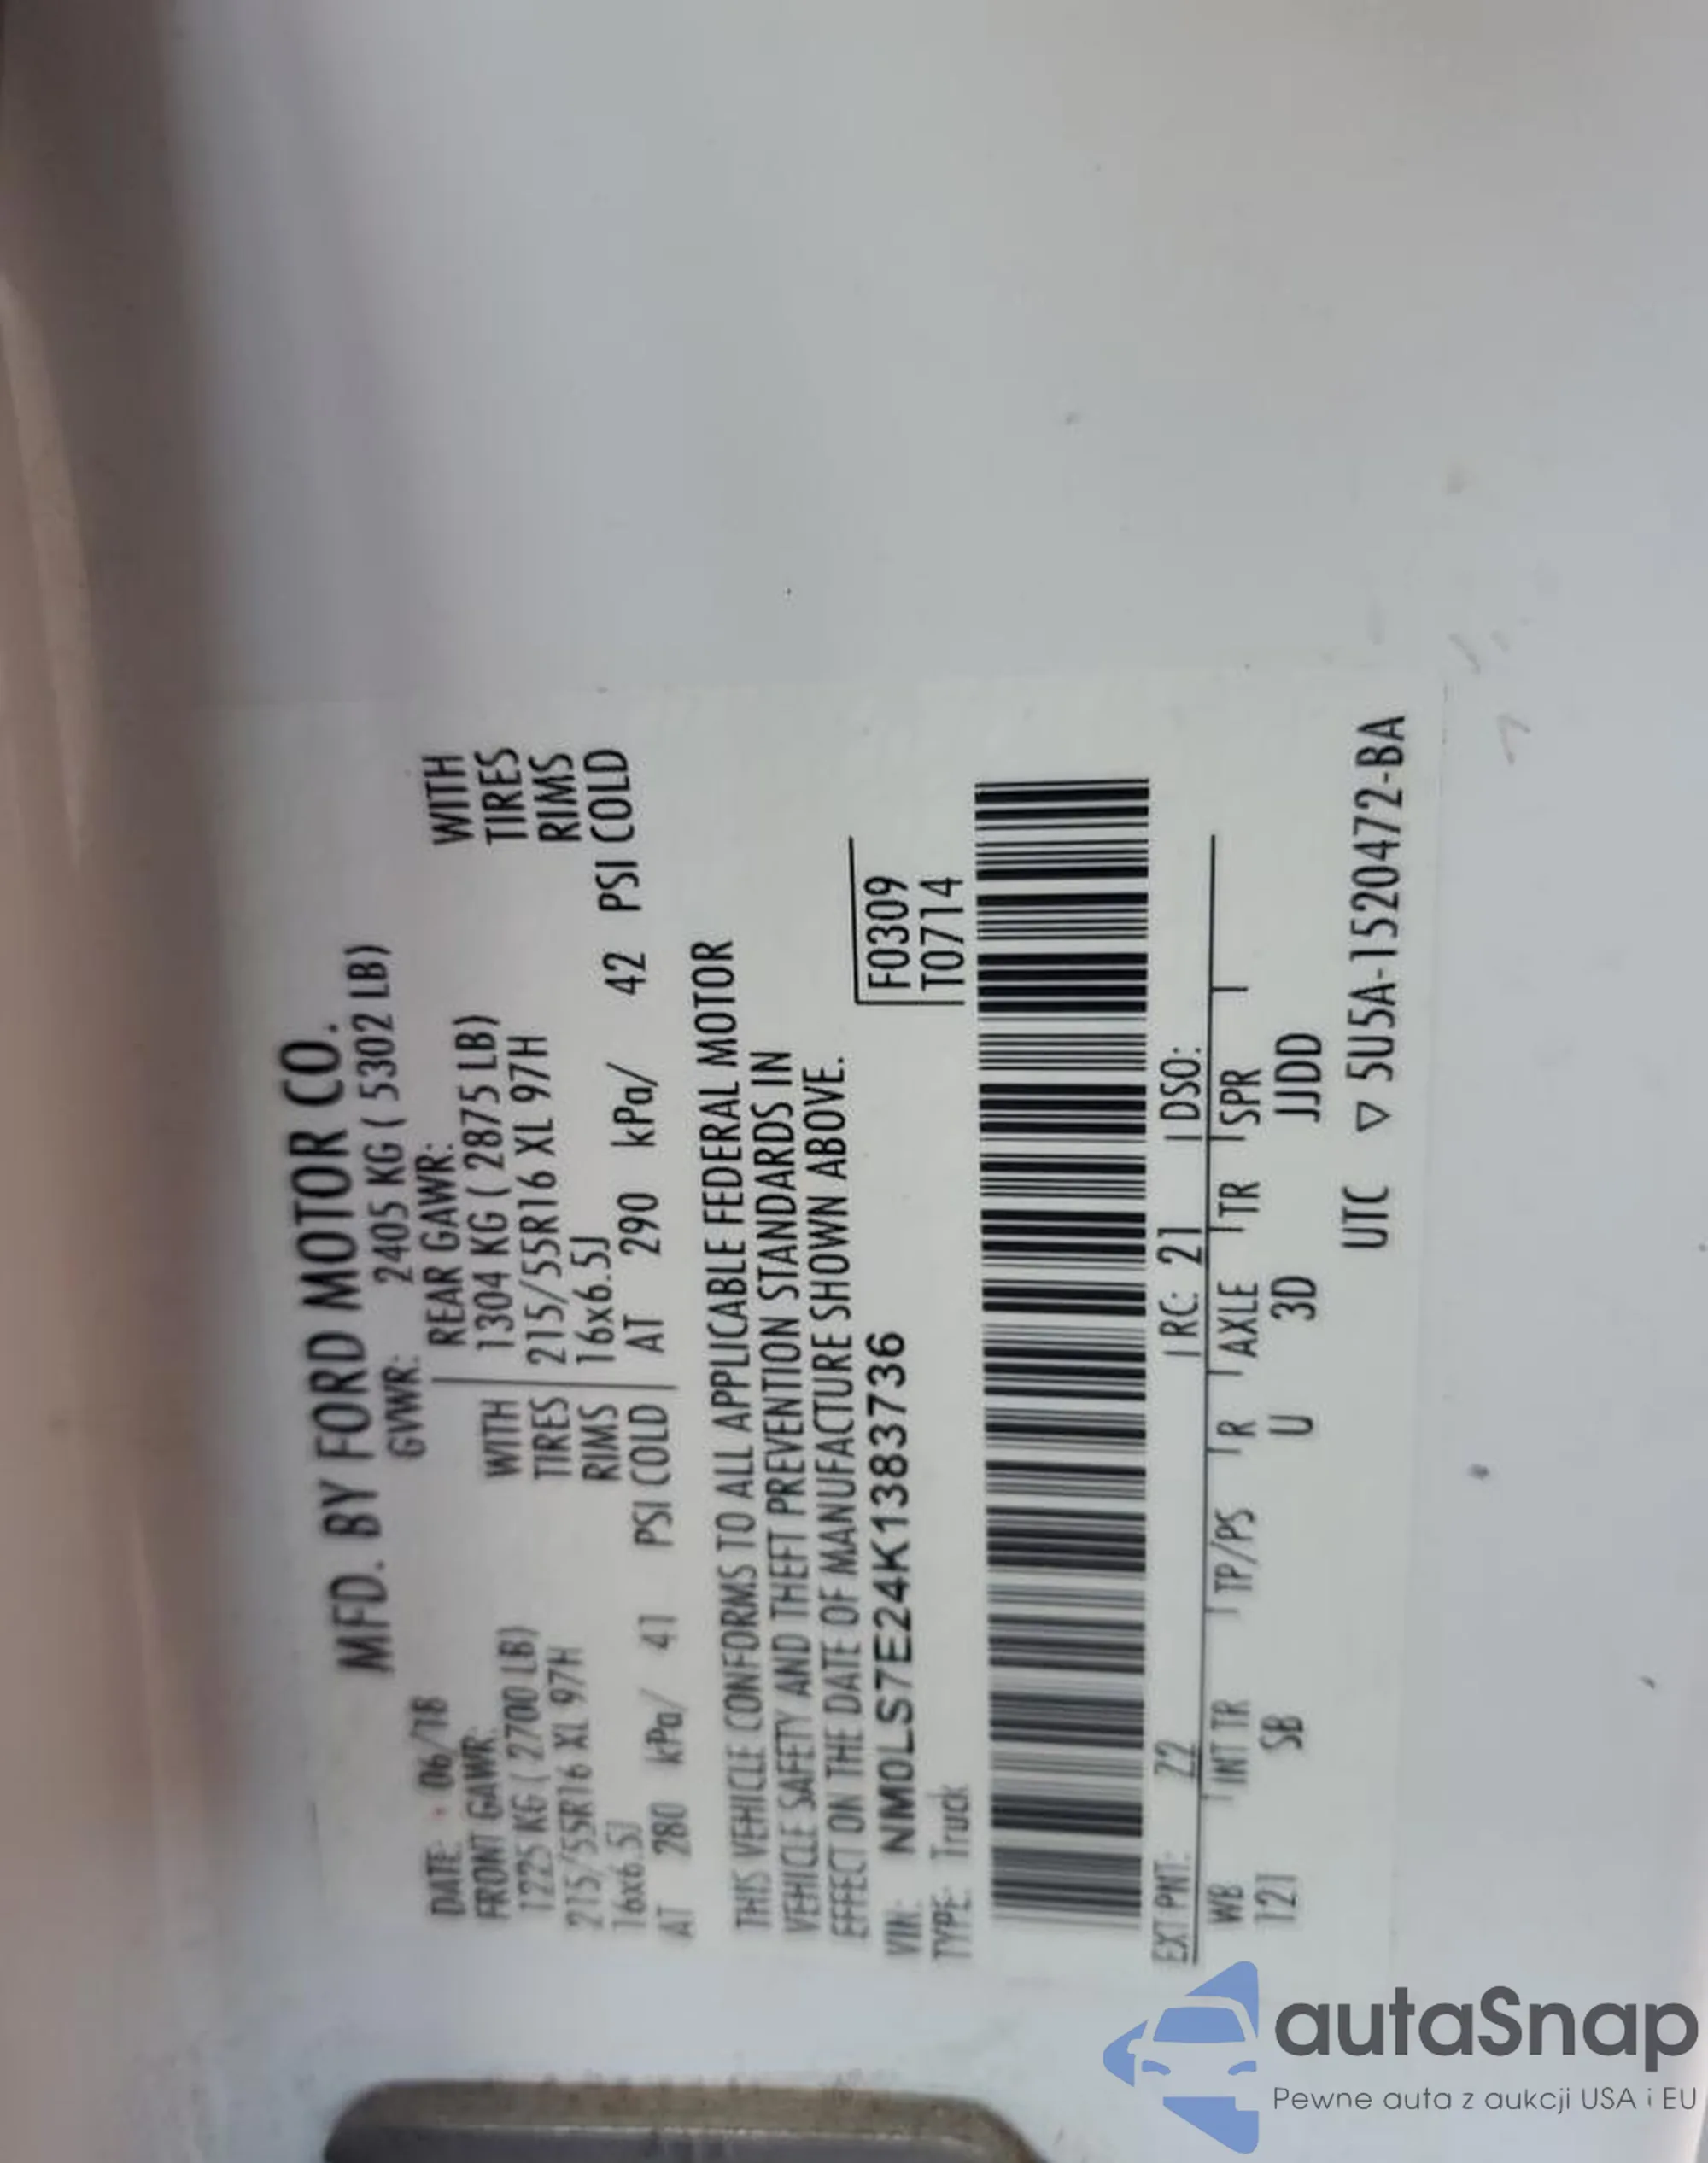 MFD. BY FORD MOTOR CO.
DATE: 06/18 GVWR: 2405 KG ( 5302 LB)
FRONT GAWR: REAR GAWR:
1225 KG ( 2700 LB) WITH 1304 KG ( 2875 LB) WITH
215/55R16 XL 97H TIRES 215/55R16 XL 97H TIRES
16x6.5J RIMS 16x6.5J RIMS
AT 280 kPa/ 41 PSI COLD AT 290 kPa/ 42 PSI COLD
THIS VEHICLE CONFORMS TO ALL APPLICABLE FEDERAL MOTOR
VEHICLE SAFETY AND THEFT PREVENTION STANDARDS IN
EFFECT ON THE DATE OF MANUFACTURE SHOWN ABOVE.
VIN: NM0LS7E24K1383736 F0309
TYPE: Truck T0714
EXT PNT: Z2 RC: 21 DSO:
WB INT TR TP/PS R AXLE TR SPR
121 SB U 3D JJDD
UTC ▽ 5U5A-1520472-BA
autaSnap
Pewne auta z aukcji USA i EU